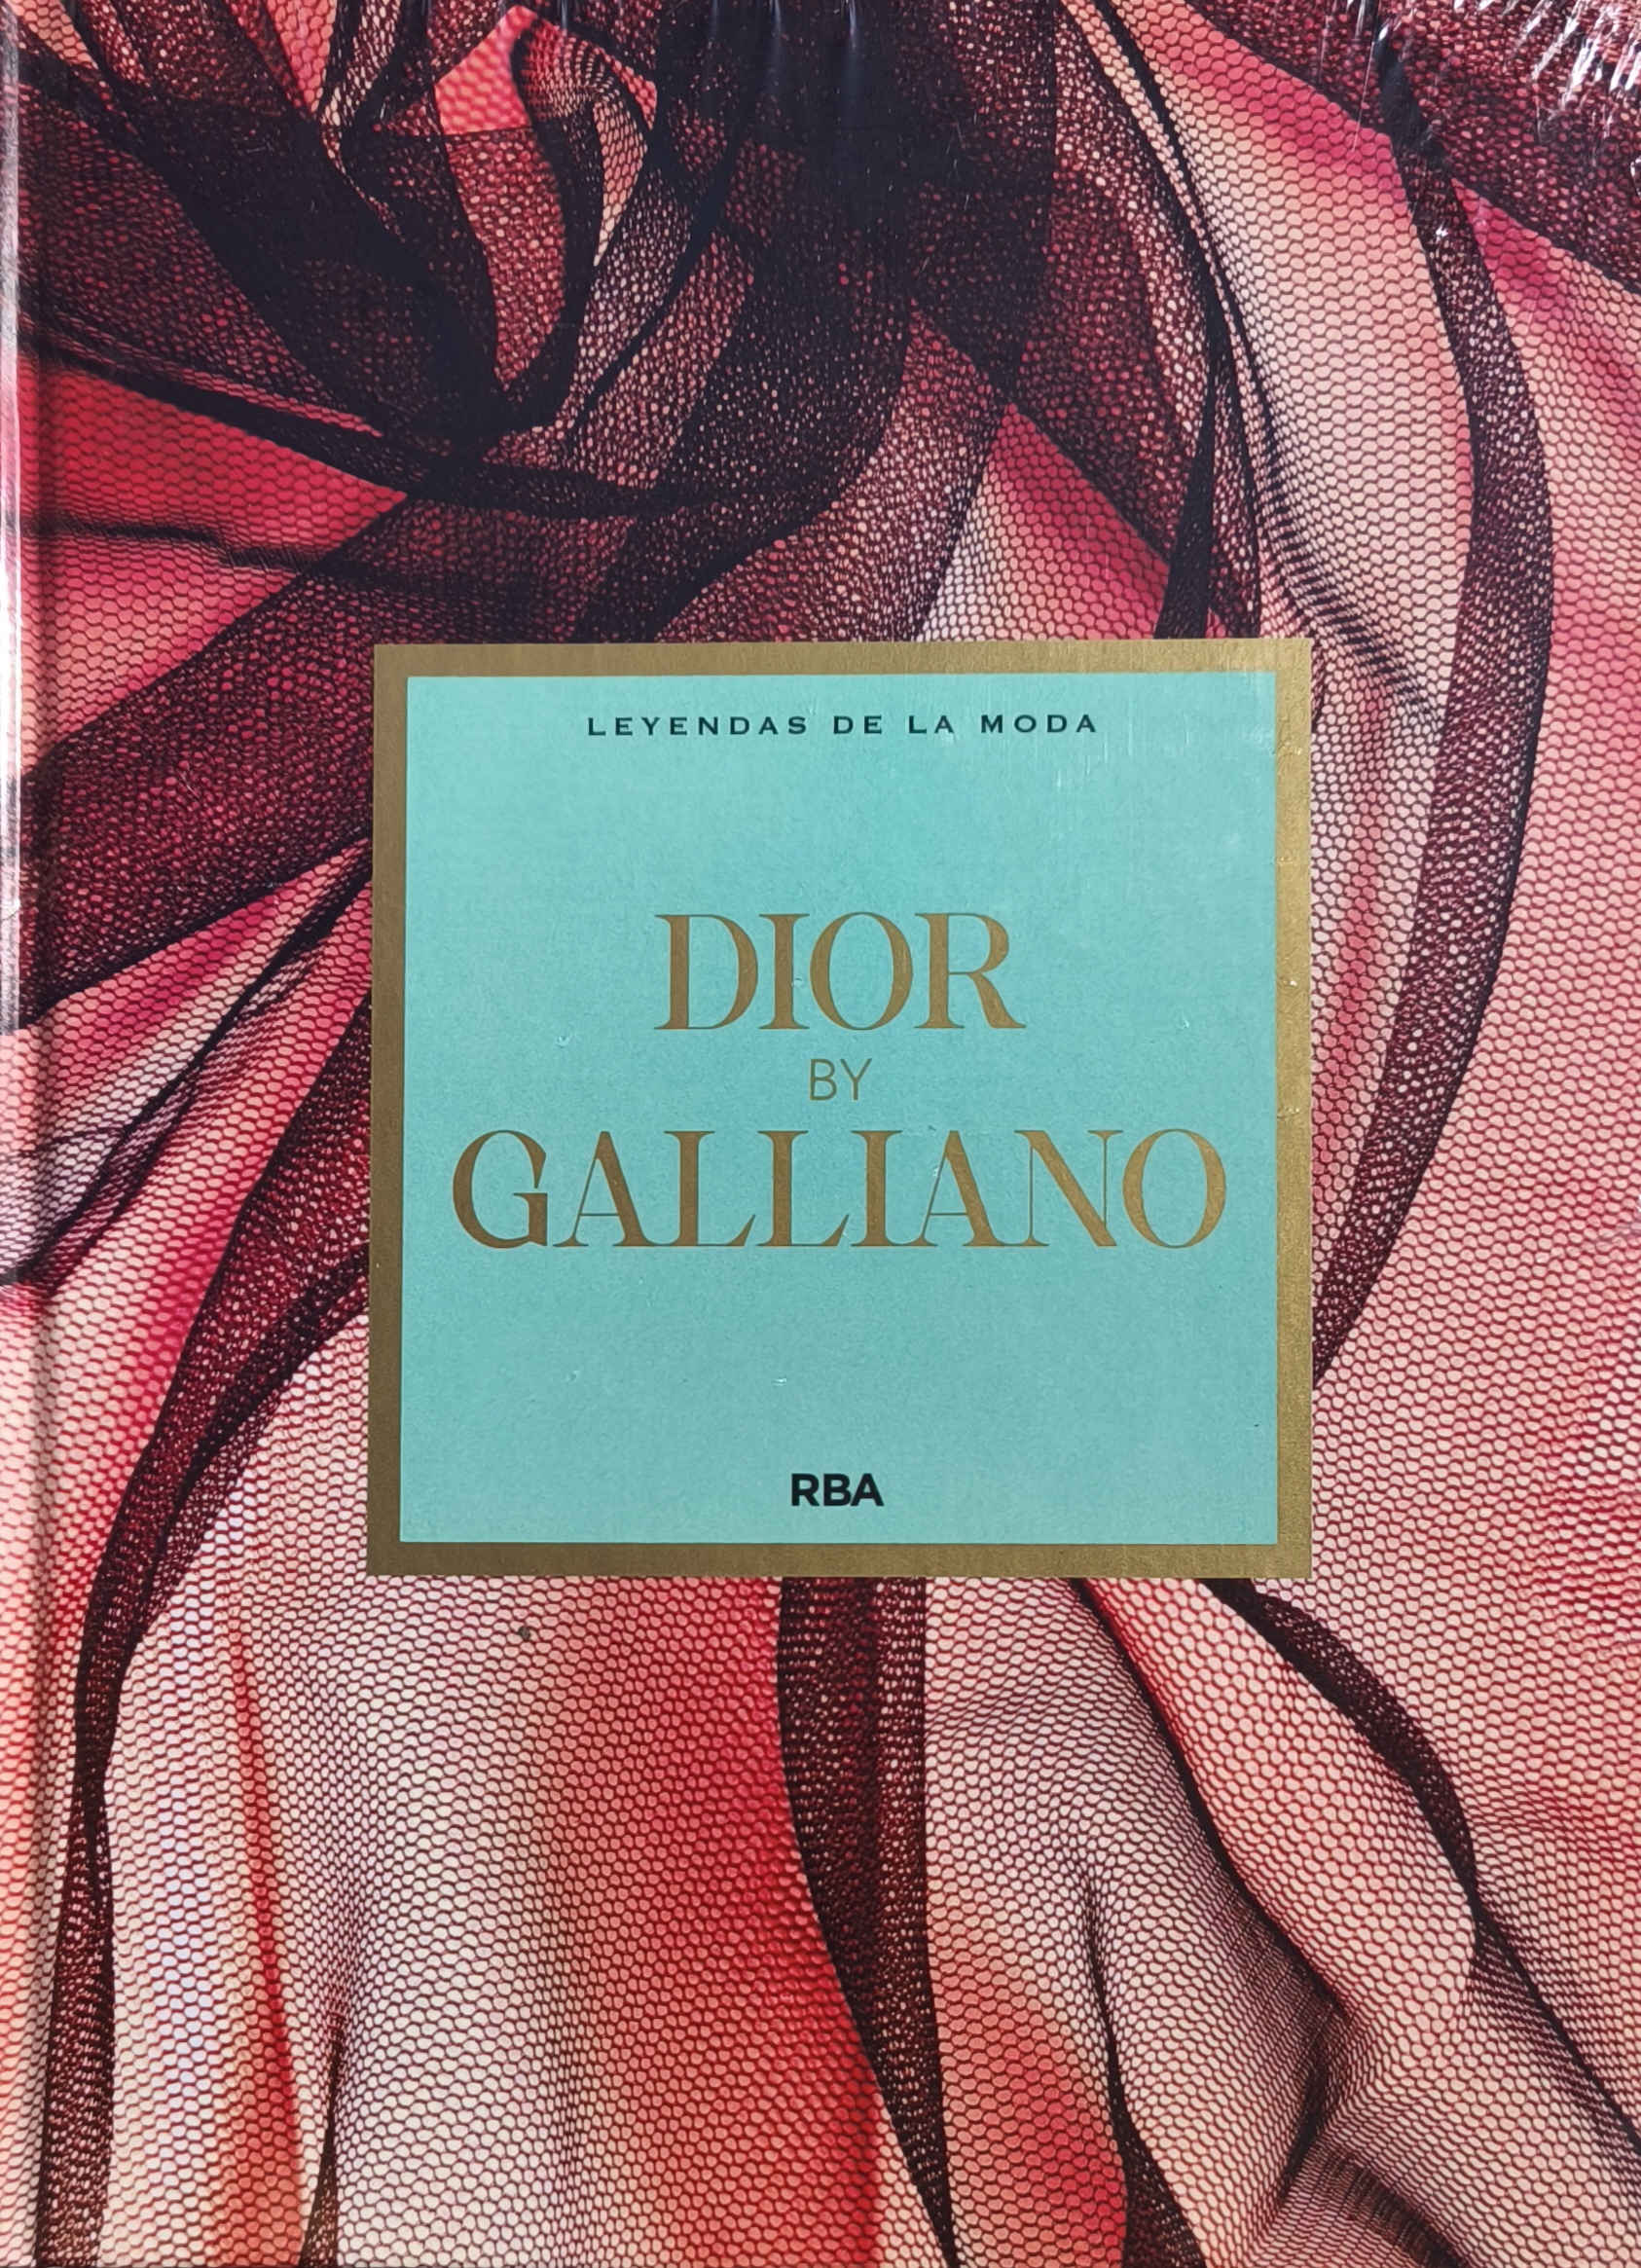 LEYENDAS DE LA MODA
DIOR
BY
GALLIANO
RBA